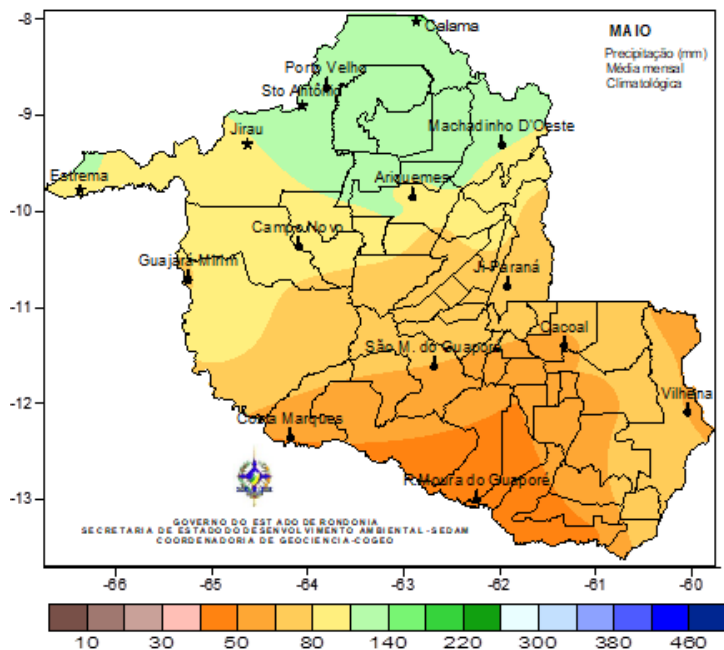 MAIO
Precipitação (mm)
Média mensal
Climatológica
-8
-9
-10
-11
-12
-13
Calama
Porto Velho
Sto Antônio
Jirau
Machadinho D'Oeste
Estrema
Ariquemes
Campo Novo
Guajará-Mirim
Ji-Paraná
Cacoal
São M. do Guaporé
Vilhena
Costa Marques
P.Moura do Guaporé
GOVERNO DO ESTADO DE RONDONIA
SECRETARIA DE ESTADO DO DESENVOLVIMENTO AMBIENTAL -SEDAM
COORDENADORIA DE GEOCIENCIA-COGEO
-66 -65 -64 -63 -62 -61 -60
10 30 50 80 140 220 300 380 460